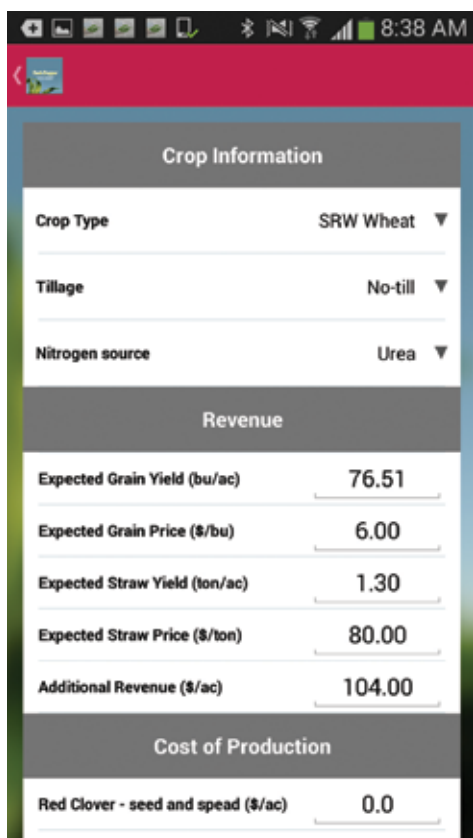 8:38 AM
Crop Information
Crop Type SRW Wheat
Tillage No-till
Nitrogen source Urea
Revenue
Expected Grain Yield (bu/ac) 76.51
Expected Grain Price ($/bu) 6.00
Expected Straw Yield (ton/ac) 1.30
Expected Straw Price ($/ton) 80.00
Additional Revenue ($/ac) 104.00
Cost of Production
Red Clover - seed and spead ($/ac) 0.0